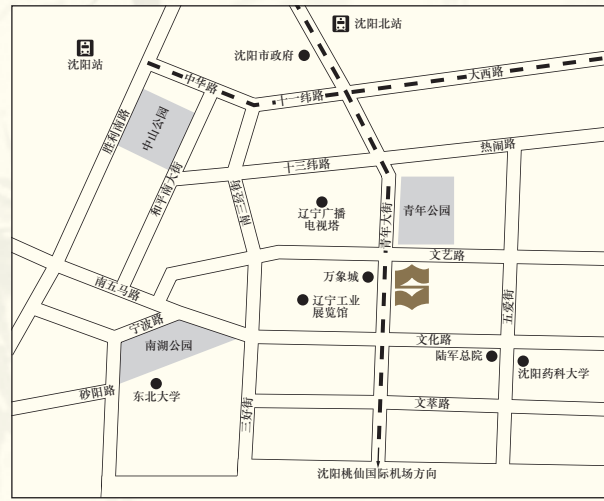 沈阳北站
沈阳站
沈阳市政府
大西路
中华路
十一纬路
胜利南路
中山公园
热闹路
十三纬路
和平南大街
南三经街
辽宁广播
电视塔
青年大街
青年公园
文艺路
万象城
南五马路
辽宁工业
展览馆
五爱街
宁波路
文化路
南湖公园
陆军总院
沈阳药科大学
砂阳路
东北大学
三好街
文萃路
沈阳桃仙国际机场方向